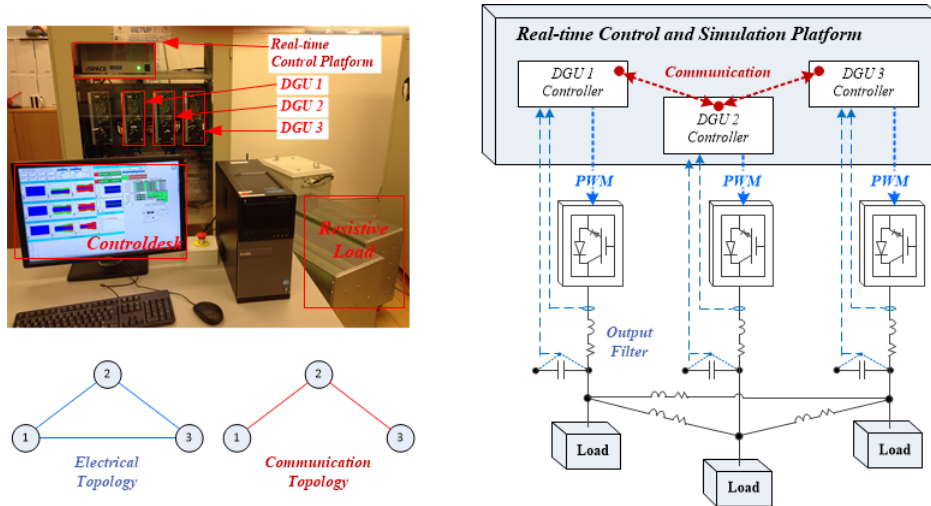 SETUP
dSPACE
Real-time
Control Platform
DGU 1
DGU 2
DGU 3
Controldesk
Resistive
Load
2
1
3
Electrical
Topology
2
1
3
Communication
Topology
Real-time Control and Simulation Platform
DGU 1
Controller
Communication
DGU 2
Controller
DGU 3
Controller
PWM
PWM
PWM
Output
Filter
Load
Load
Load